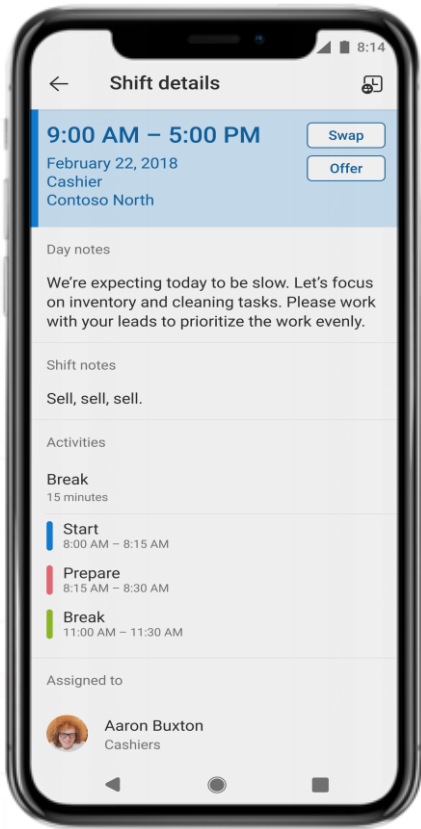 8:14
Shift details
9:00 AM – 5:00 PM
Swap
February 22, 2018
Offer
Cashier
Contoso North
Day notes
We're expecting today to be slow. Let's focus
on inventory and cleaning tasks. Please work
with your leads to prioritize the work evenly.
Shift notes
Sell, sell, sell.
Activities
Break
15 minutes
Start
8:00 AM – 8:15 AM
Prepare
8:15 AM – 8:30 AM
Break
11:00 AM – 11:30 AM
Assigned to
Aaron Buxton
Cashiers